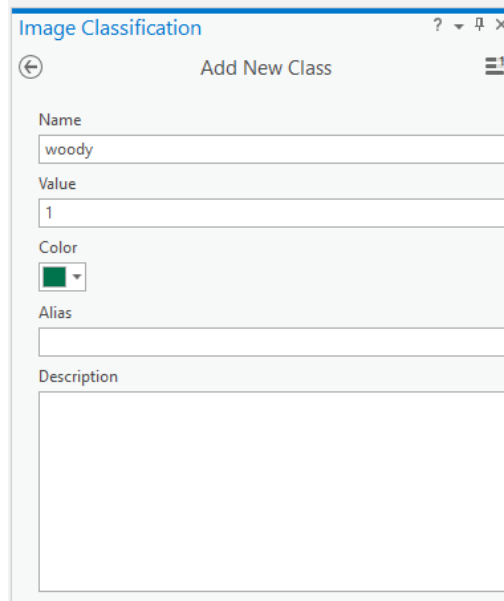 Image Classification
?
Add New Class
Name
woody
Value
1
Color
Alias
Description